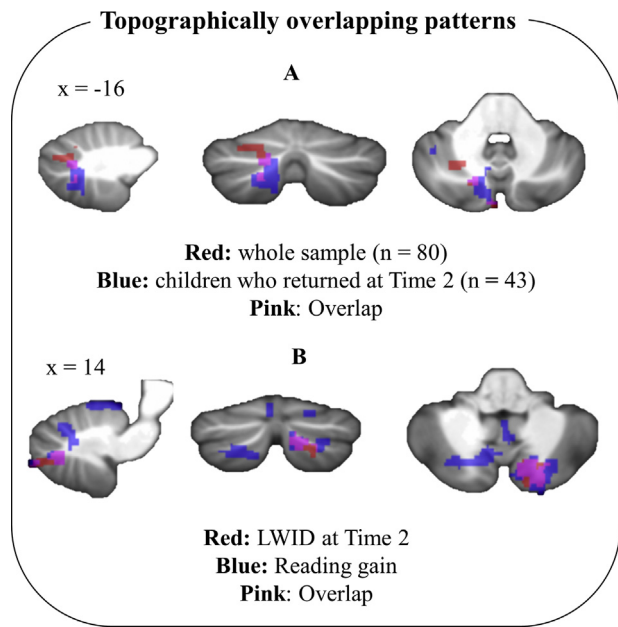 Topographically overlapping patterns
A
x = -16
Red: whole sample (n = 80)
Blue: children who returned at Time 2 (n = 43)
Pink: Overlap
B
x = 14
Red: LWID at Time 2
Blue: Reading gain
Pink: Overlap